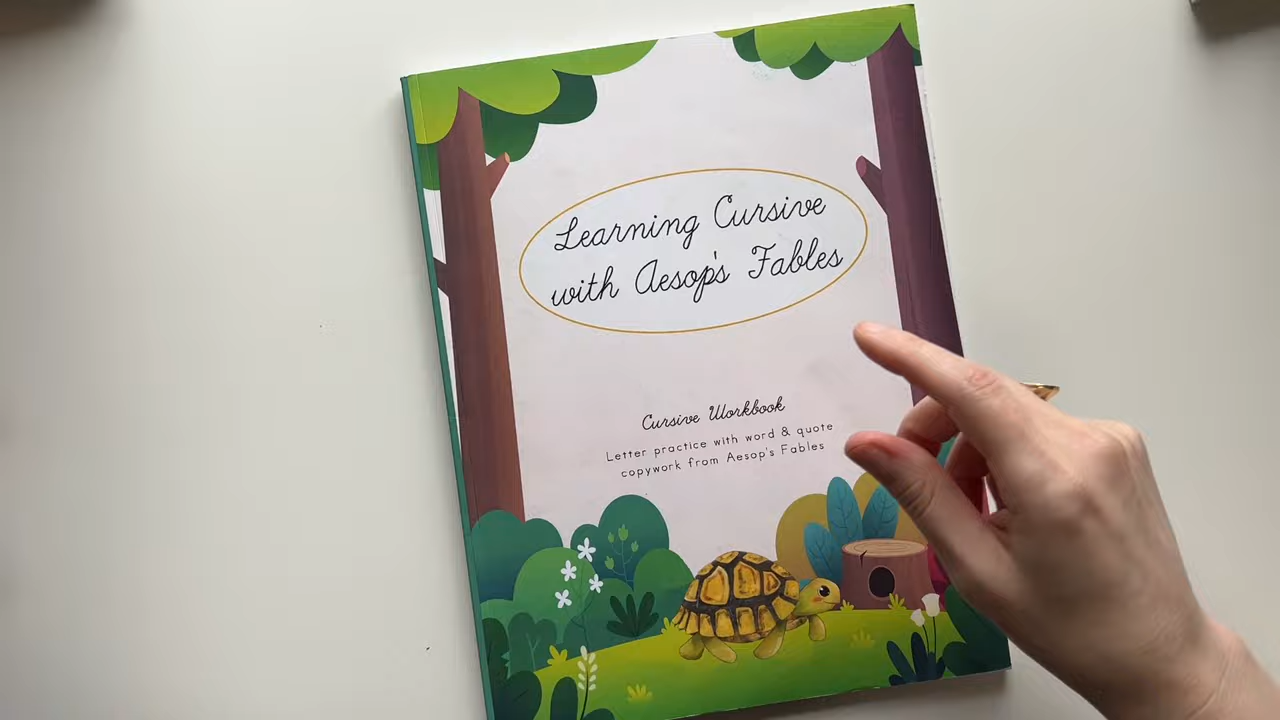 Learning Cursive
with Aesop's Fables
Cursive Workbook
Letter practice with word & quote
copywork from Aesop's Fables